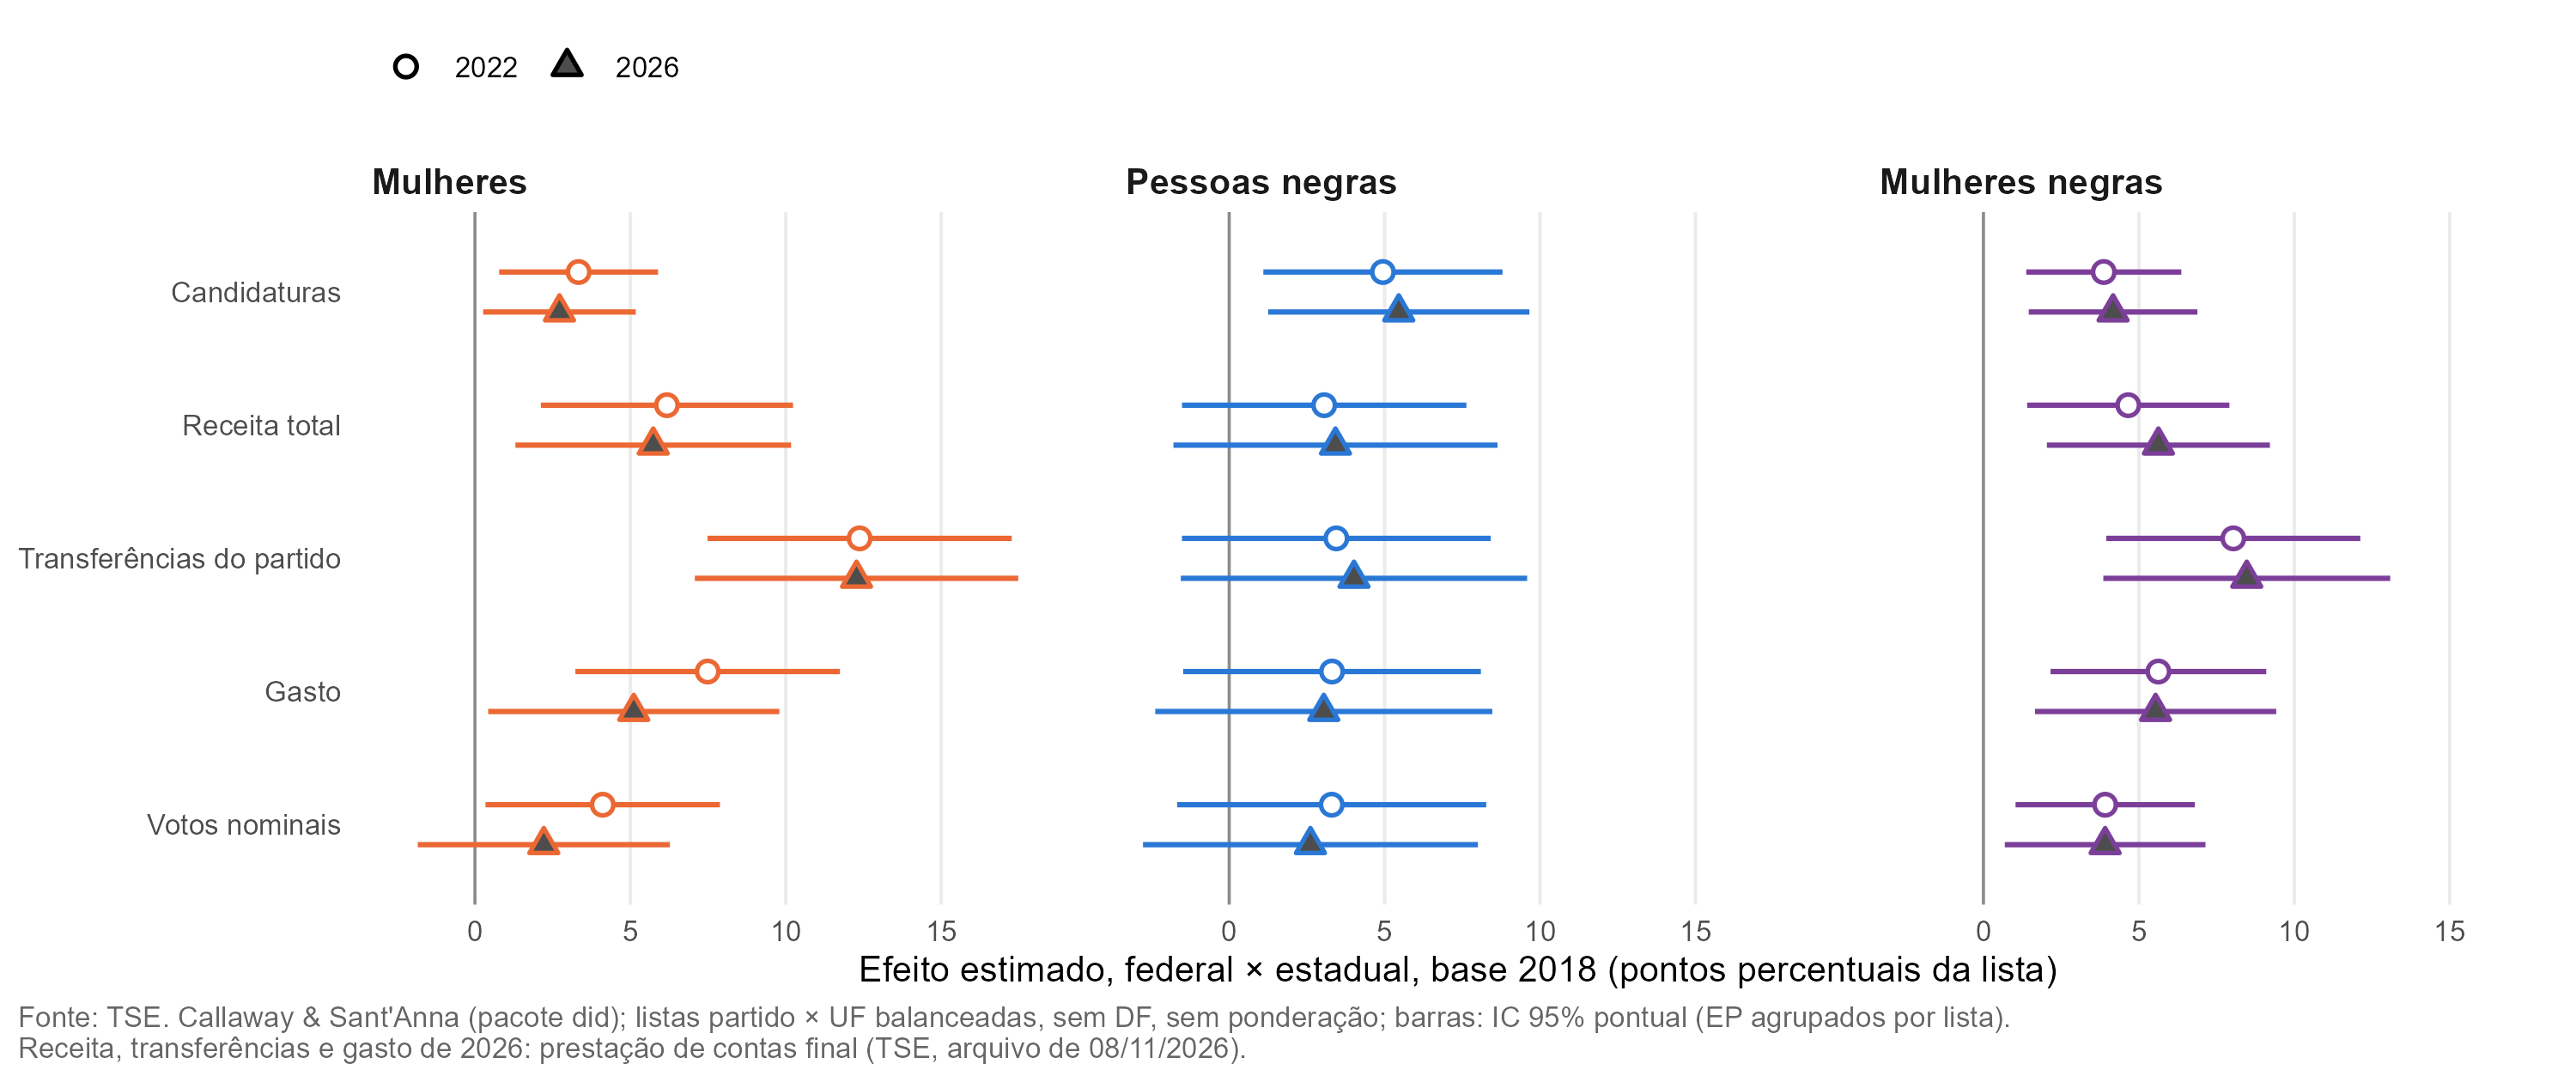 2022 2026
Mulheres Pessoas negras Mulheres negras
Candidaturas
Receita total
Transferências do partido
Gasto
Votos nominais
0 5 10 15 0 5 10 15 0 5 10 15
Efeito estimado, federal × estadual, base 2018 (pontos percentuais da lista)
Fonte: TSE. Callaway & Sant'Anna (pacote did); listas partido × UF balanceadas, sem DF, sem ponderação; barras: IC 95% pontual (EP agrupados por lista).
Receita, transferências e gasto de 2026: prestação de contas final (TSE, arquivo de 08/11/2026).